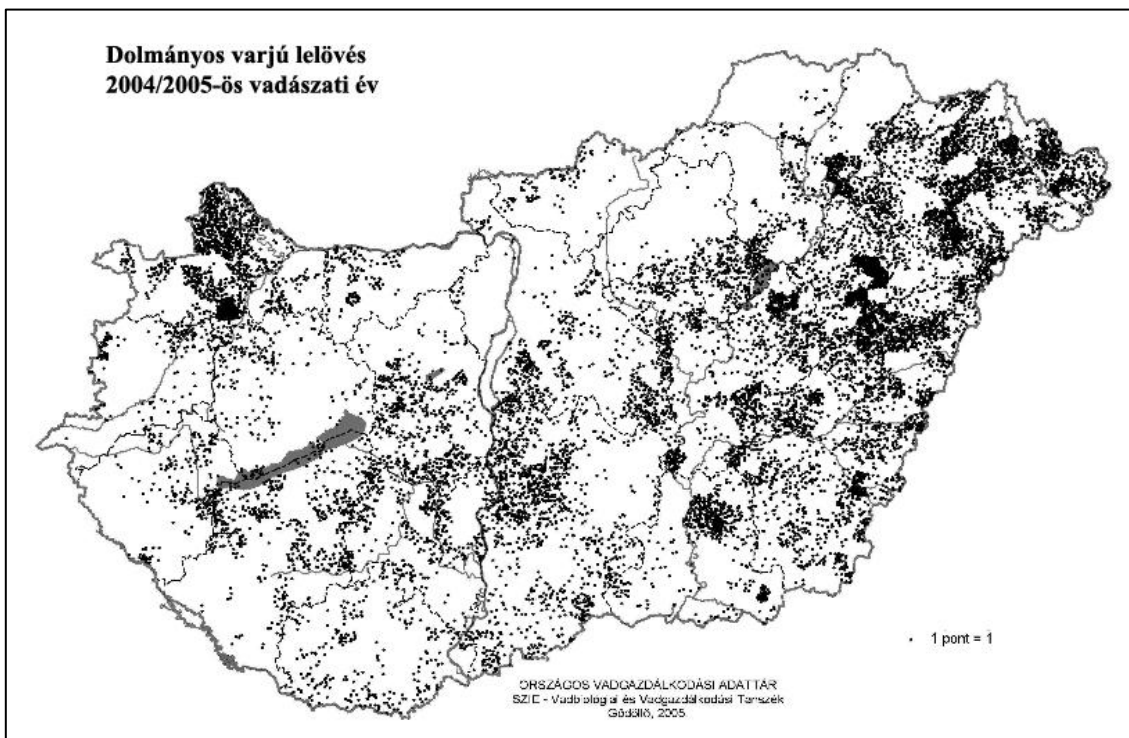 Dolmányos varjú lelövés
2004/2005-ös vadászati év
1 pont = 1
ORSZÁGOS VADGAZDÁLKODÁSI ADATTÁR
SZIE - Vadbiológiai és Vadgazdálkodási Tanszék
Gödöllő, 2005